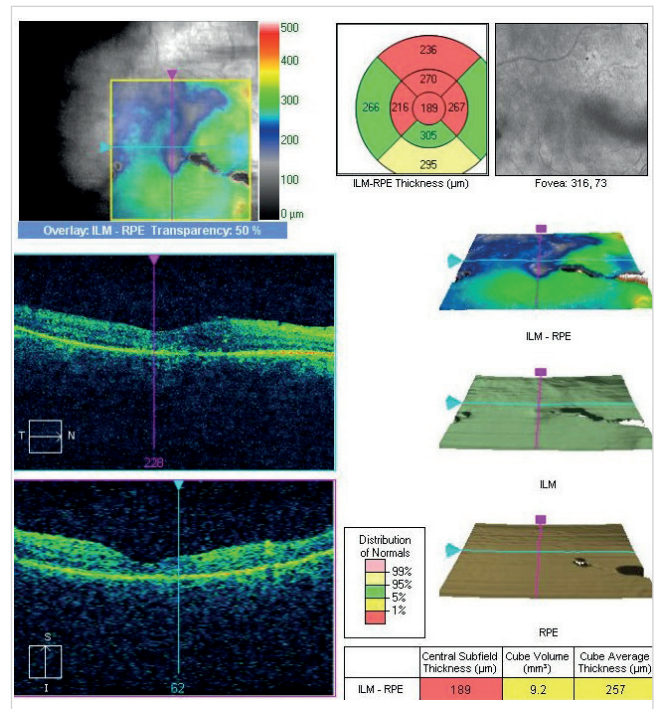 500
400
300
200
100
0 µm
Overlay: ILM - RPE Transparency: 50 %
236
270
266
216
189
267
305
295
ILM-RPE Thickness (µm)
Fovea: 316, 73
ILM - RPE
T
N
228
ILM
S
I
62
Distribution
of Normals
99%
95%
5%
1%
RPE
Central Subfield Thickness (µm)
Cube Volume (mm³)
Cube Average Thickness (µm)
ILM - RPE 189 9.2 257